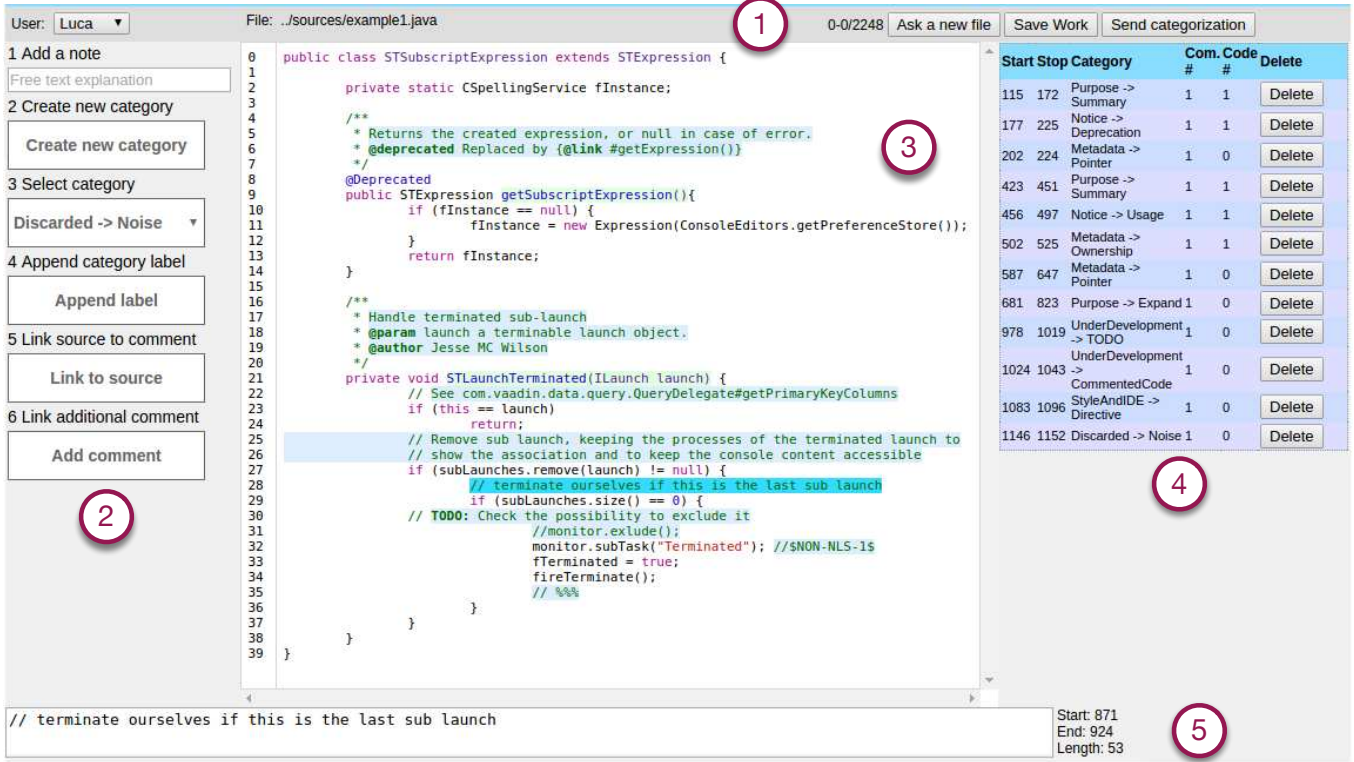 User: Luca ▼ File: ../sources/example1.java 1 0-0/2248 Ask a new file Save Work Send categorization
1 Add a note
Free text explanation
2 Create new category
Create new category
3 Select category
Discarded -> Noise ▼
4 Append category label
Append label
5 Link source to comment
Link to source
6 Link additional comment
Add comment
2
0 public class STSubscriptExpression extends STExpression {
1
2 private static CSpellingService fInstance;
3
4 /**
5 * Returns the created expression, or null in case of error.
6 * @deprecated Replaced by {@link #getExpression()}
7 */
8 @Deprecated
9 public STExpression getSubscriptExpression(){
10 if (fInstance == null) {
11 fInstance = new Expression(ConsoleEditors.getPreferenceStore());
12 }
13 return fInstance;
14 }
15
16 /**
17 * Handle terminated sub-launch
18 * @param launch a terminable launch object.
19 * @author Jesse MC Wilson
20 */
21 private void STLaunchTerminated(ILaunch launch) {
22 // See com.vaadin.data.query.QueryDelegate#getPrimaryKeyColumns
23 if (this == launch)
24 return;
25 // Remove sub launch, keeping the processes of the terminated launch to
26 // show the association and to keep the console content accessible
27 if (subLaunches.remove(launch) != null) {
28 // terminate ourselves if this is the last sub launch
29 if (subLaunches.size() == 0) {
30 // TODO: Check the possibility to exclude it
31 //monitor.exlude();
32 monitor.subTask("Terminated"); //$NON-NLS-1$
33 fTerminated = true;
34 fireTerminate();
35 // %%%
36 }
37 }
38 }
39 }
3
Start Stop Category Com. # Code # Delete
115 172 Purpose -> Summary 1 1 Delete
177 225 Notice -> Deprecation 1 1 Delete
202 224 Metadata -> Pointer 1 0 Delete
423 451 Purpose -> Summary 1 1 Delete
456 497 Notice -> Usage 1 1 Delete
502 525 Metadata -> Ownership 1 1 Delete
587 647 Metadata -> Pointer 1 0 Delete
681 823 Purpose -> Expand 1 0 Delete
978 1019 UnderDevelopment -> TODO 1 0 Delete
1024 1043 UnderDevelopment -> CommentedCode 1 0 Delete
1083 1096 StyleAndIDE -> Directive 1 0 Delete
1146 1152 Discarded -> Noise 1 0 Delete
4
// terminate ourselves if this is the last sub launch
Start: 871
End: 924
Length: 53
5